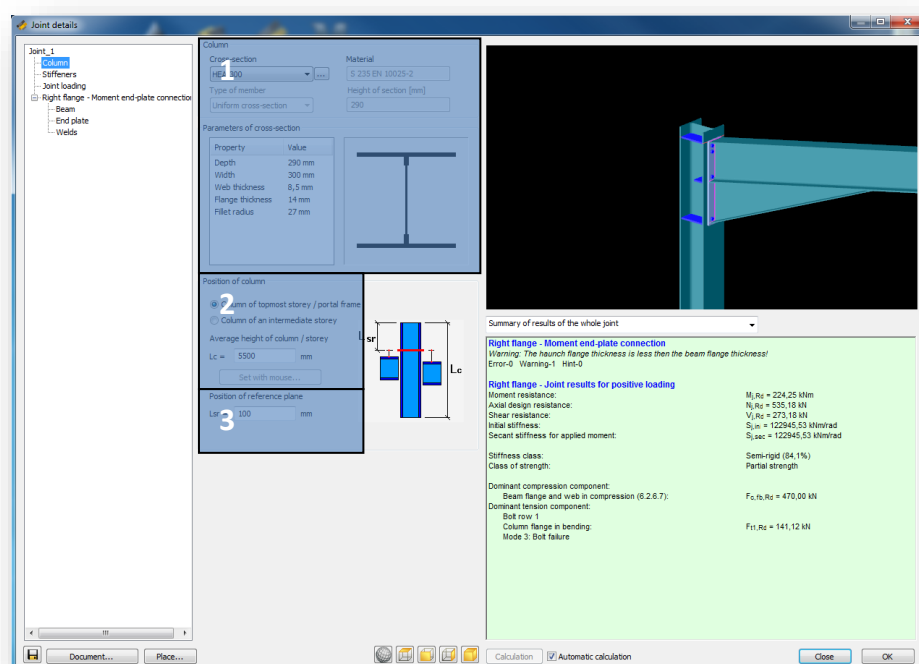 Joint details
Joint_1
Column
Stiffeners
Joint loading
Right flange - Moment end-plate connection
Beam
End plate
Welds
Column
1
Cross-section
Material
HEA 300
...
S 235 EN 10025-2
Type of member
Height of section [mm]
Uniform cross-section
290
Parameters of cross-section
Property Value
Depth 290 mm
Width 300 mm
Web thickness 8,5 mm
Flange thickness 14 mm
Fillet radius 27 mm
Position of column
2
Column of topmost storey / portal frame
Column of an intermediate storey
Average height of column / storey
Lc = 5500 mm
Set with mouse...
Position of reference plane
3
Lsr = 100 mm
Lsr
Lc
Summary of results of the whole joint
Right flange - Moment end-plate connection
Warning: The haunch flange thickness is less then the beam flange thickness!
Error-0 Warning-1 Hint-0
Right flange - Joint results for positive loading
Moment resistance: Mj,Rd = 224,25 kNm
Axial design resistance: Nj,Rd = 535,18 kN
Shear resistance: Vj,Rd = 273,18 kN
Initial stiffness: Sj,in = 122945,53 kNm/rad
Secant stiffness for applied moment: Sj,sec = 122945,53 kNm/rad
Stiffness class: Semi-rigid (84,1%)
Class of strength: Partial strength
Dominant compression component:
Beam flange and web in compression (6.2.6.7): Fc,fb,Rd = 470,00 kN
Dominant tension component:
Bolt row 1
Column flange in bending: Ft1,Rd = 141,12 kN
Mode 3: Bolt failure
Document...
Place...
Calculation
Automatic calculation
Close
OK